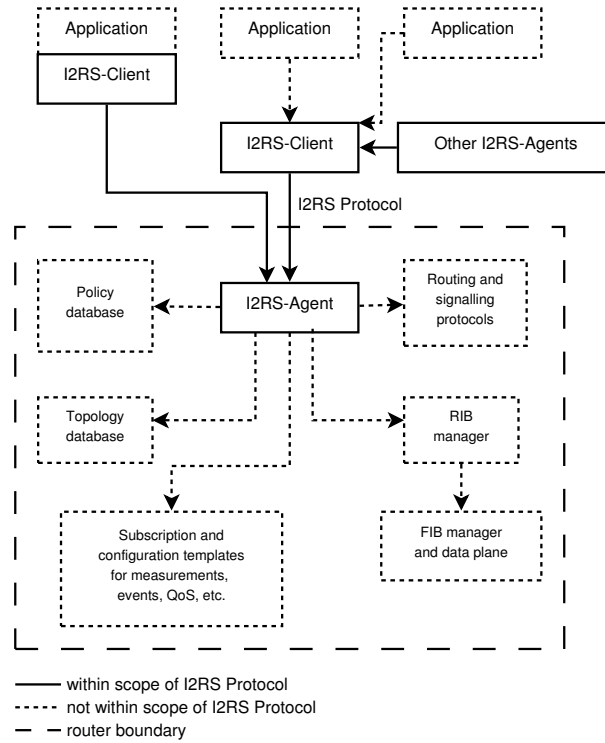 Application
I2RS-Client
Application
Application
I2RS-Client
Other I2RS-Agents
I2RS Protocol
Policy
database
I2RS-Agent
Routing and
signalling
protocols
Topology
database
RIB
manager
Subscription and
configuration templates
for measurements,
events, QoS, etc.
FIB manager
and data plane
within scope of I2RS Protocol
not within scope of I2RS Protocol
router boundary